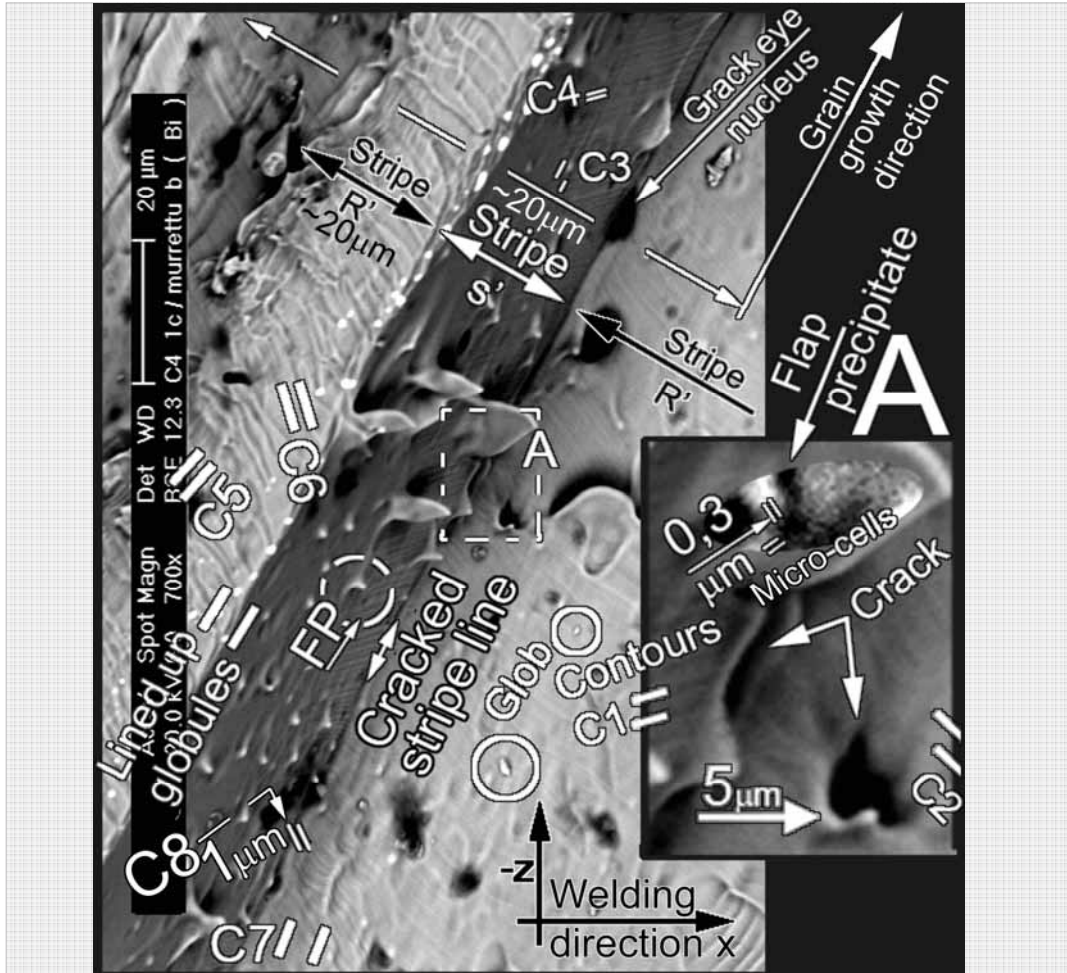 C4
Grack eye
nucleus
Grain
growth
direction
Stripe
R'
~20μm
C3
~20μm
Stripe
s'
Stripe
R'
Flap
precipitate
A
20 μm
Det WD
12.3 C4 1c / murrettu b ( Bi )
Spot Magn
700x
C5
C6
A
0,3
μm
Micro-cells
Crack
FP.
Cracked
stripe line
Glob
Contours
C1
C2
5μm
Lined up
globules
C8
1μm
C7
-z
Welding
direction x